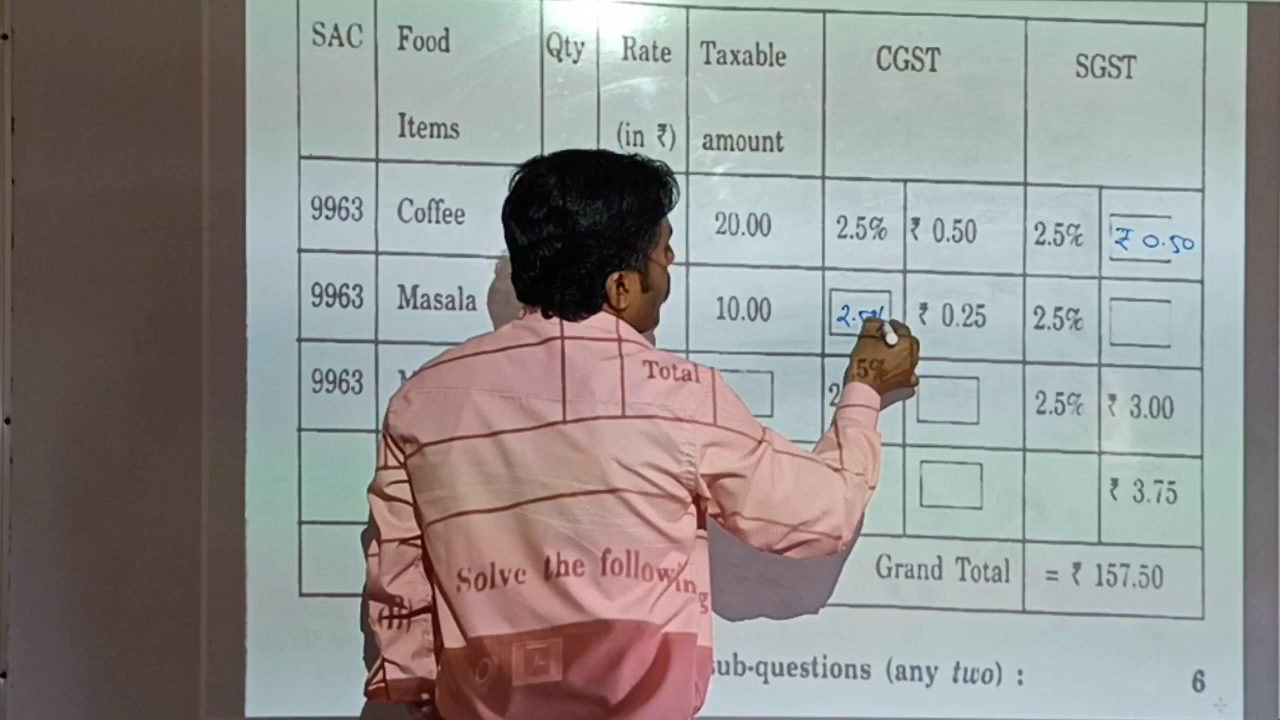 SAC Food Items Qty Rate (in ₹) Taxable amount CGST SGST
9963 Coffee 20.00 2.5% ₹ 0.50 2.5% ₹ 0.50
9963 Masala 10.00 ₹ 0.25 2.5%
9963 2.5% ₹ 3.00
Total ₹ 3.75
Grand Total = ₹ 157.50
Solve the following sub-questions (any two) : 6